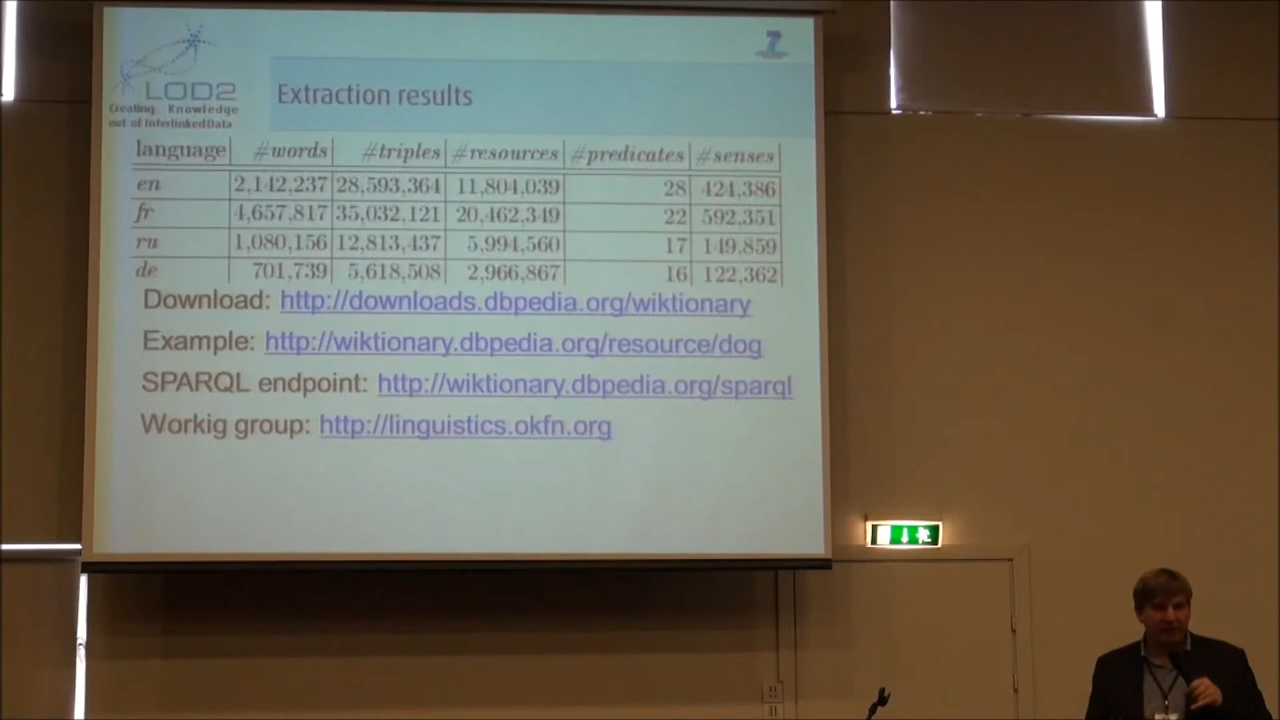 LOD2
Creating Knowledge
out of Interlinked Data
Extraction results
language #words #triples #resources #predicates #senses
en 2,142,237 28,593,364 11,804,039 28 424,386
fr 4,657,817 35,032,121 20,462,349 22 592,351
ru 1,080,156 12,813,437 5,994,560 17 149,859
de 701,739 5,618,508 2,966,867 16 122,362
Download: http://downloads.dbpedia.org/wiktionary
Example: http://wiktionary.dbpedia.org/resource/dog
SPARQL endpoint: http://wiktionary.dbpedia.org/sparql
Workig group: http://linguistics.okfn.org